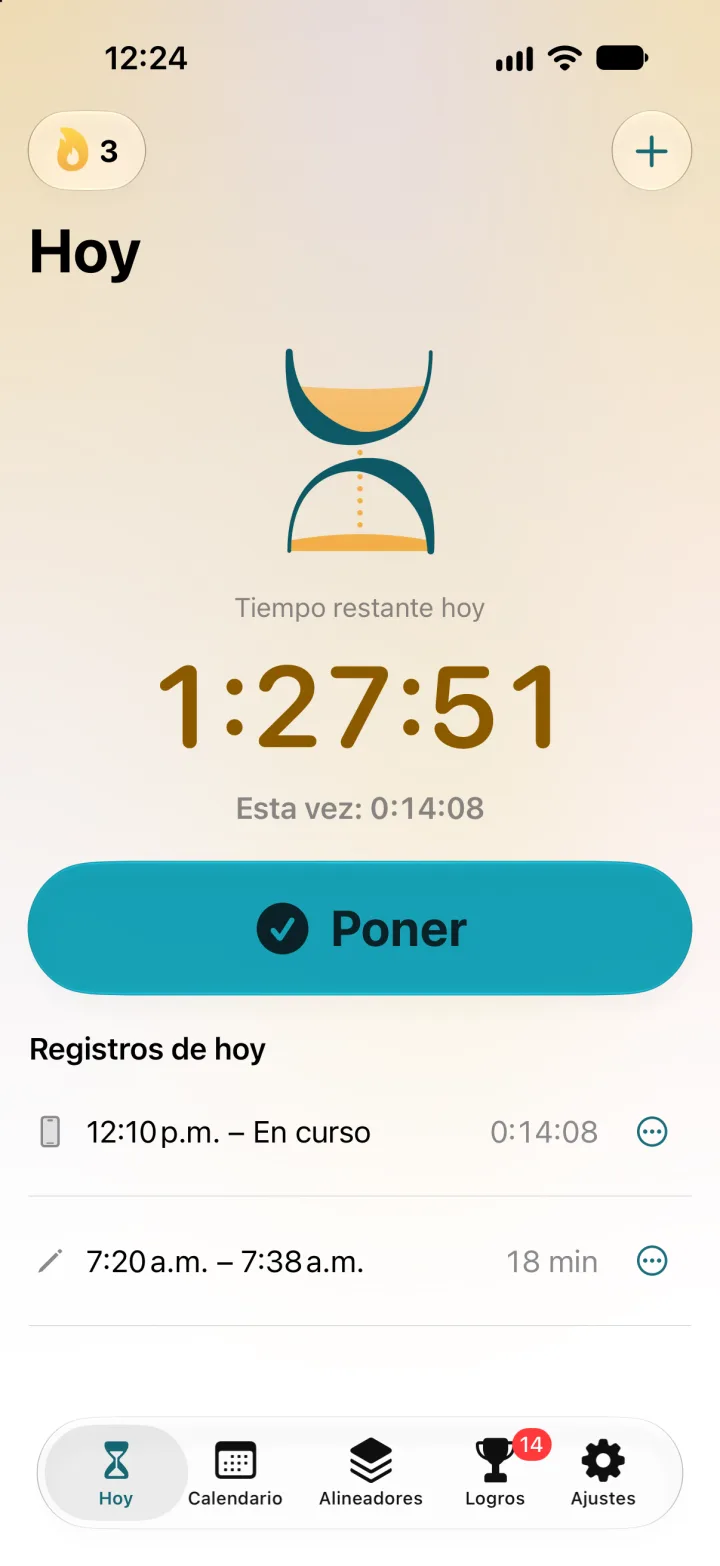 12:24
3
Hoy
Tiempo restante hoy
1:27:51
Esta vez: 0:14:08
Poner
Registros de hoy
12:10 p.m. – En curso 0:14:08
7:20 a.m. – 7:38 a.m. 18 min
14
Hoy Calendario Alineadores Logros Ajustes